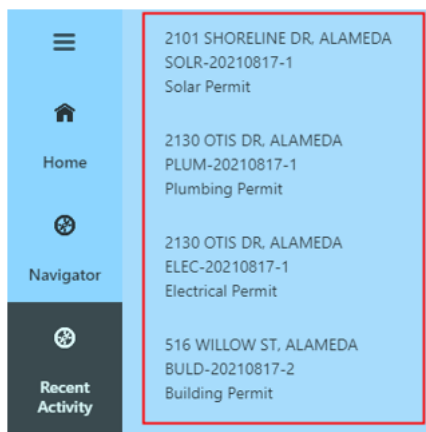 Home
Navigator
Recent
Activity
2101 SHORELINE DR, ALAMEDA
SOLR-20210817-1
Solar Permit
2130 OTIS DR, ALAMEDA
PLUM-20210817-1
Plumbing Permit
2130 OTIS DR, ALAMEDA
ELEC-20210817-1
Electrical Permit
516 WILLOW ST, ALAMEDA
BULD-20210817-2
Building Permit